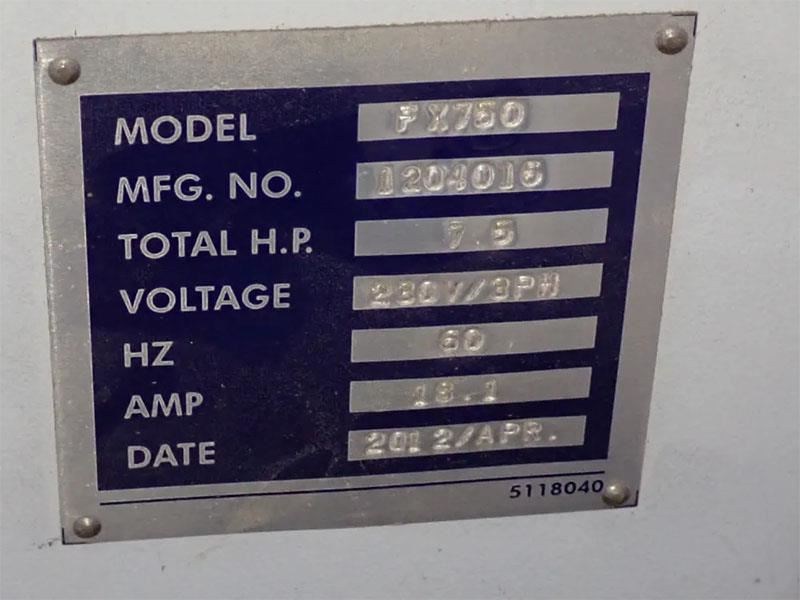 MODEL FX750
MFG. NO. 1204015
TOTAL H.P. 7.5
VOLTAGE 230V/3PH
HZ 60
AMP 18.1
DATE 2012/APR.
5118040